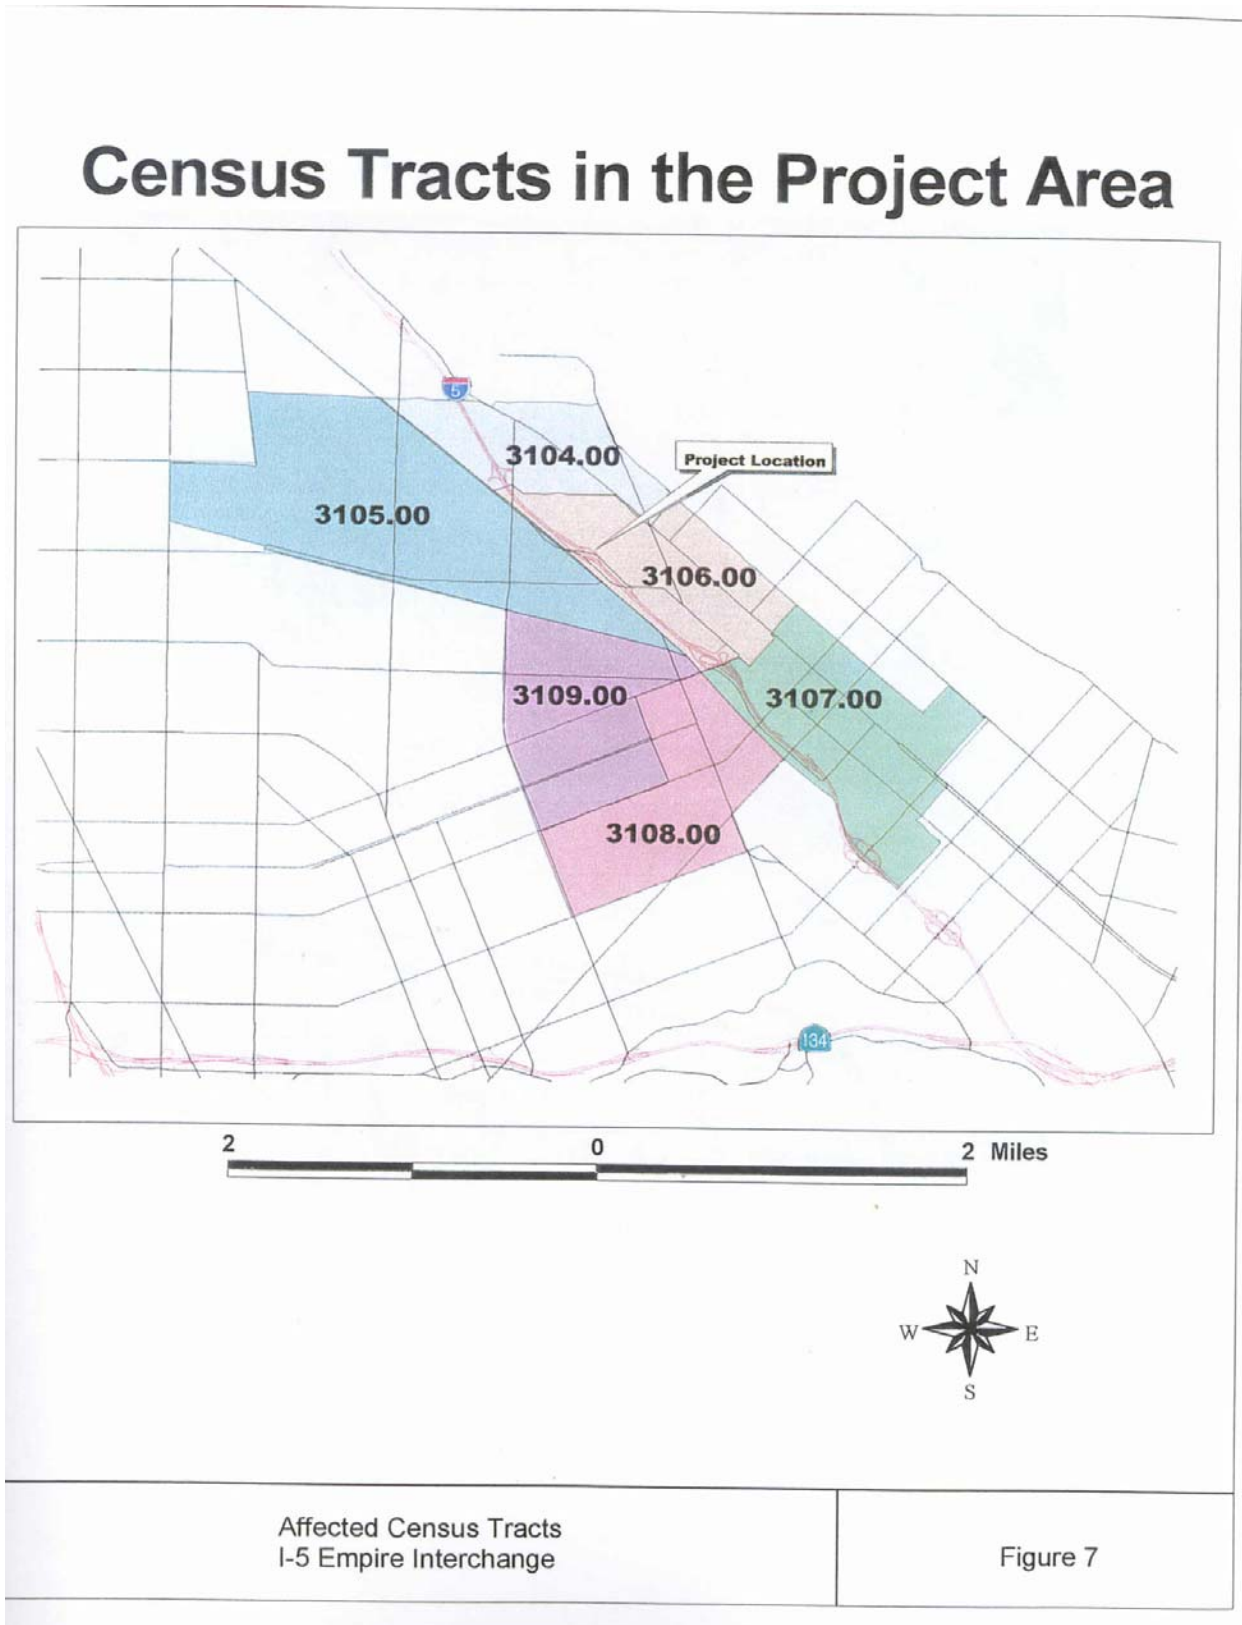 Census Tracts in the Project Area
5
3104.00
Project Location
3105.00
3106.00
3109.00
3107.00
3108.00
134
2 0 2 Miles
N
W E
S
Affected Census Tracts
I-5 Empire Interchange
Figure 7